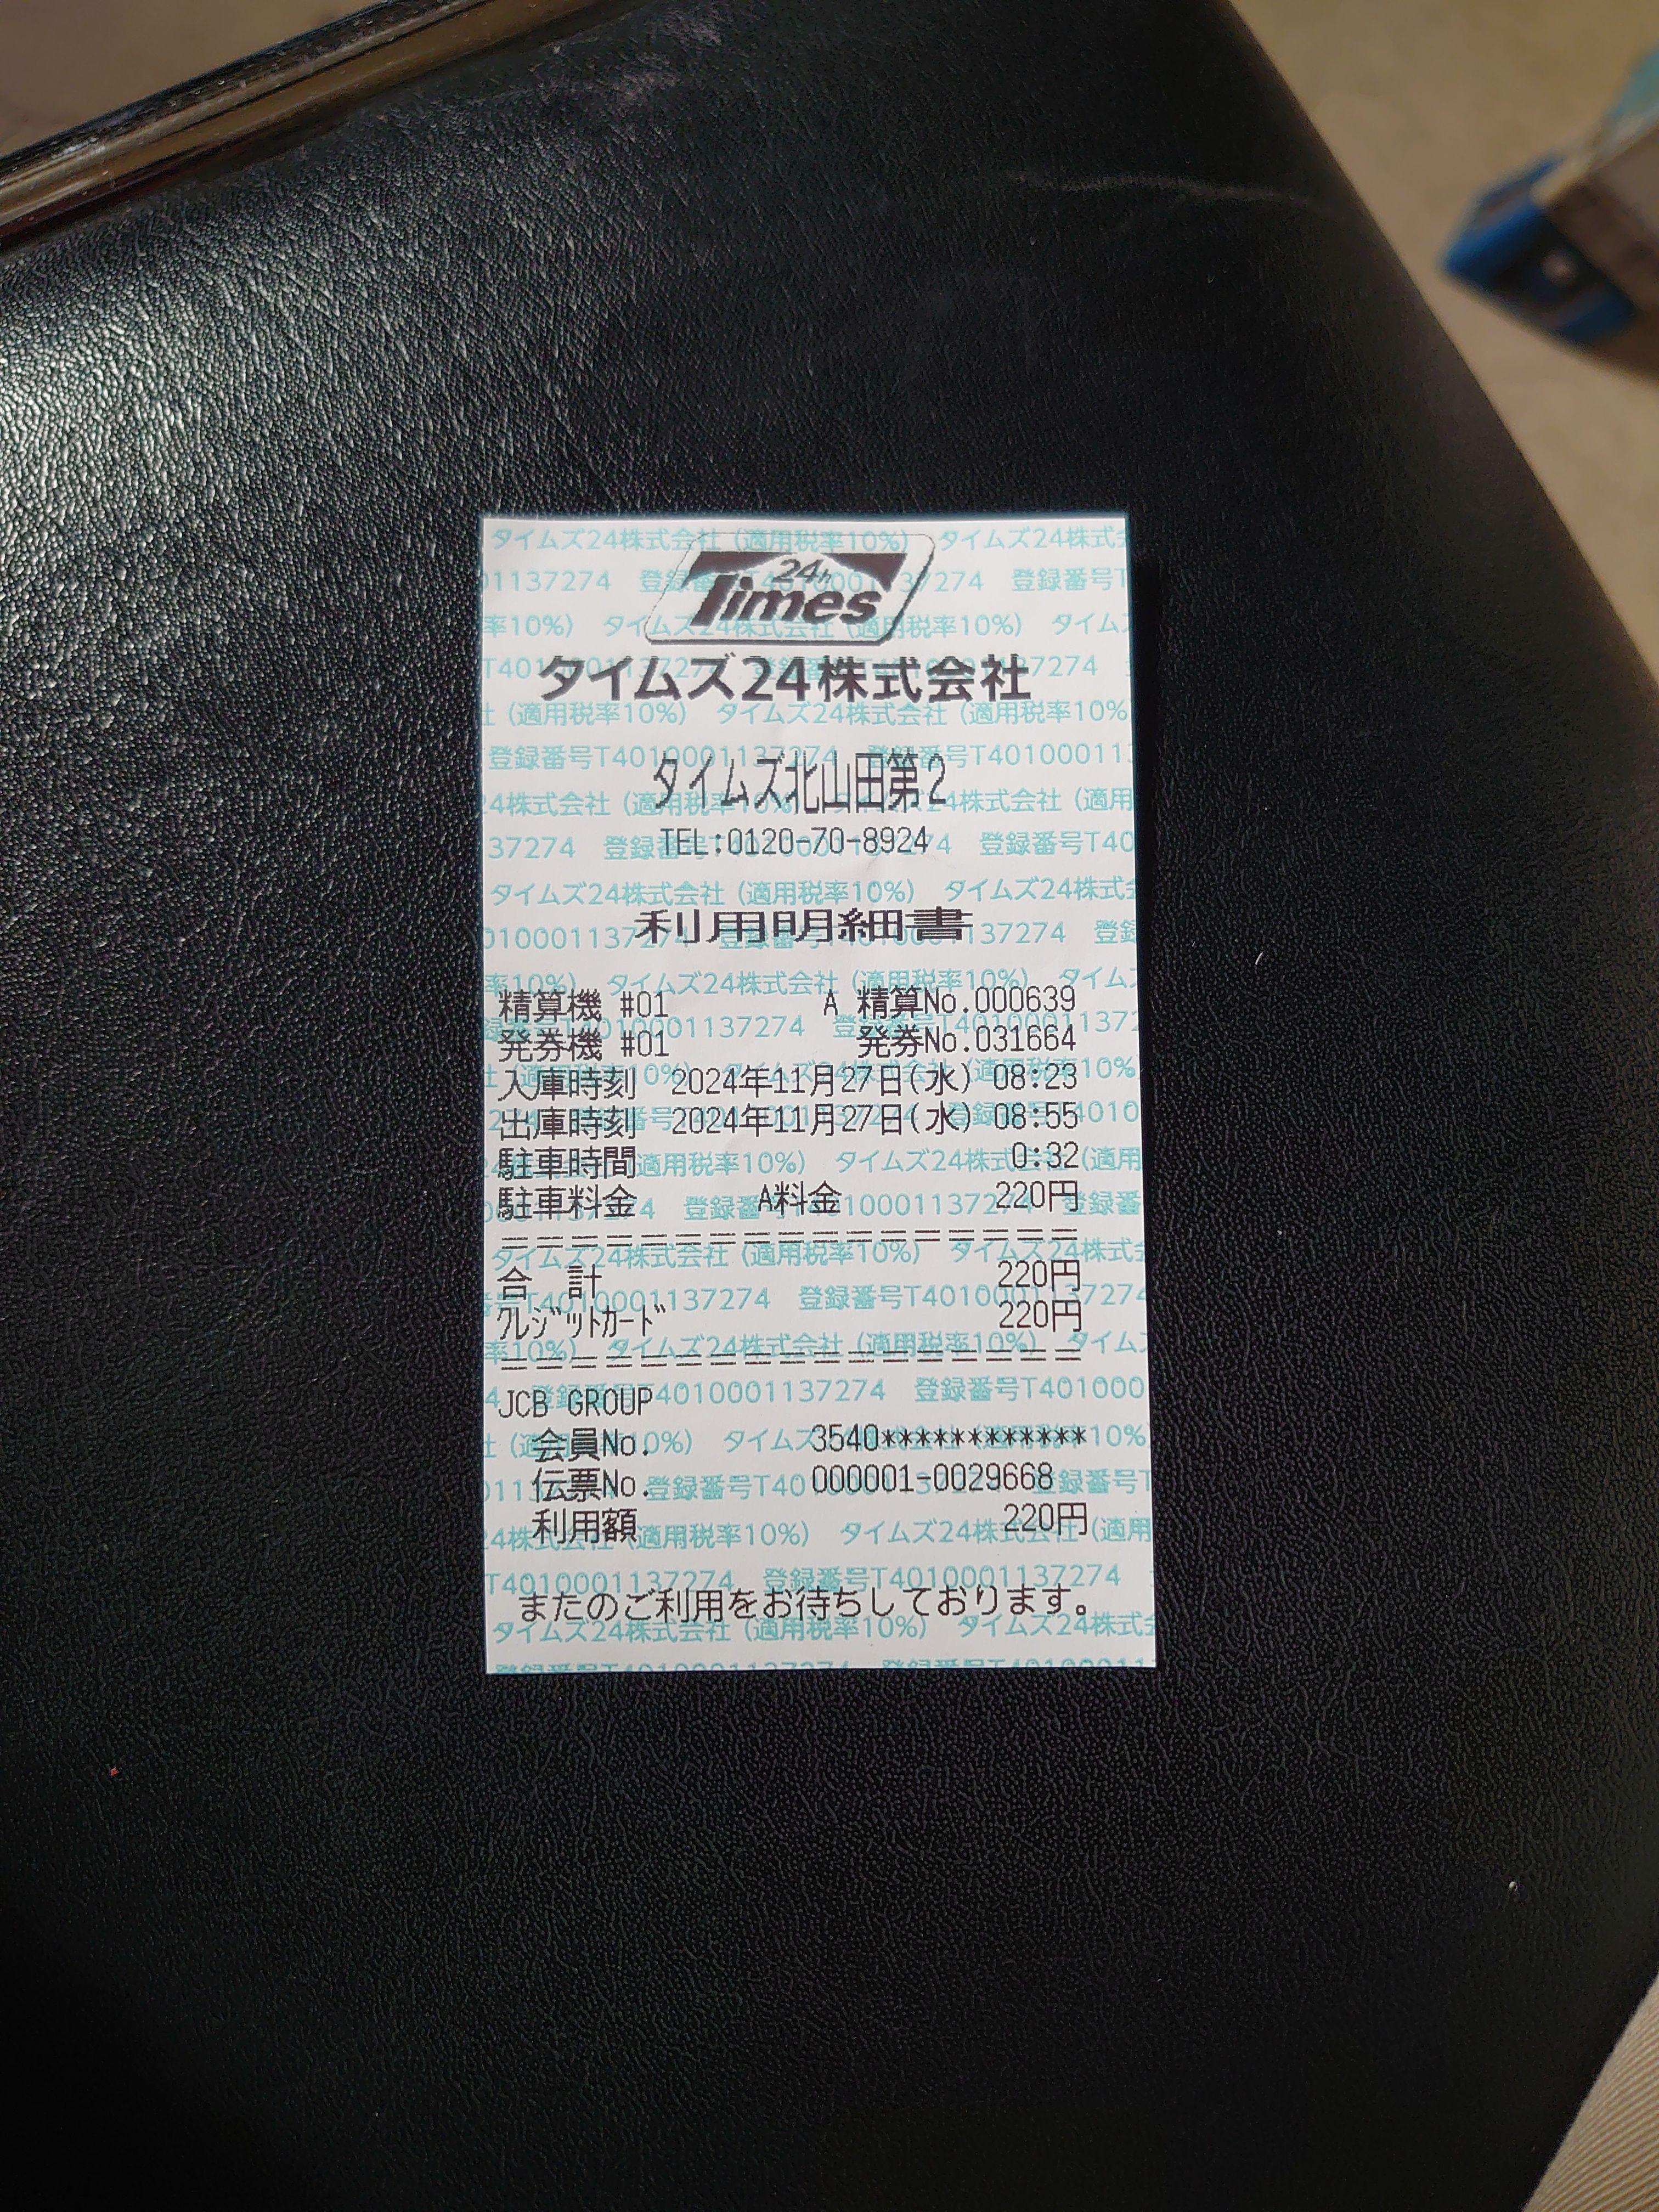 24h
Times
タイムズ24株式会社
タイムズ北山田第2
TEL:0120-70-8924
利用明細書
精算機 #01 A 精算No.000639
発券機 #01 発券No.031664
入庫時刻 2024年11月27日(水) 08:23
出庫時刻 2024年11月27日(水) 08:55
駐車時間 0:32
駐車料金 A料金 220円
合 計 220円
クレジットカード 220円
JCB GROUP
会員No. 3540************
伝票No. 000001-0029668
利用額 220円
またのご利用をお待ちしております。
タイムズ24株式会社 (適用税率10%)
登録番号T4010001137274